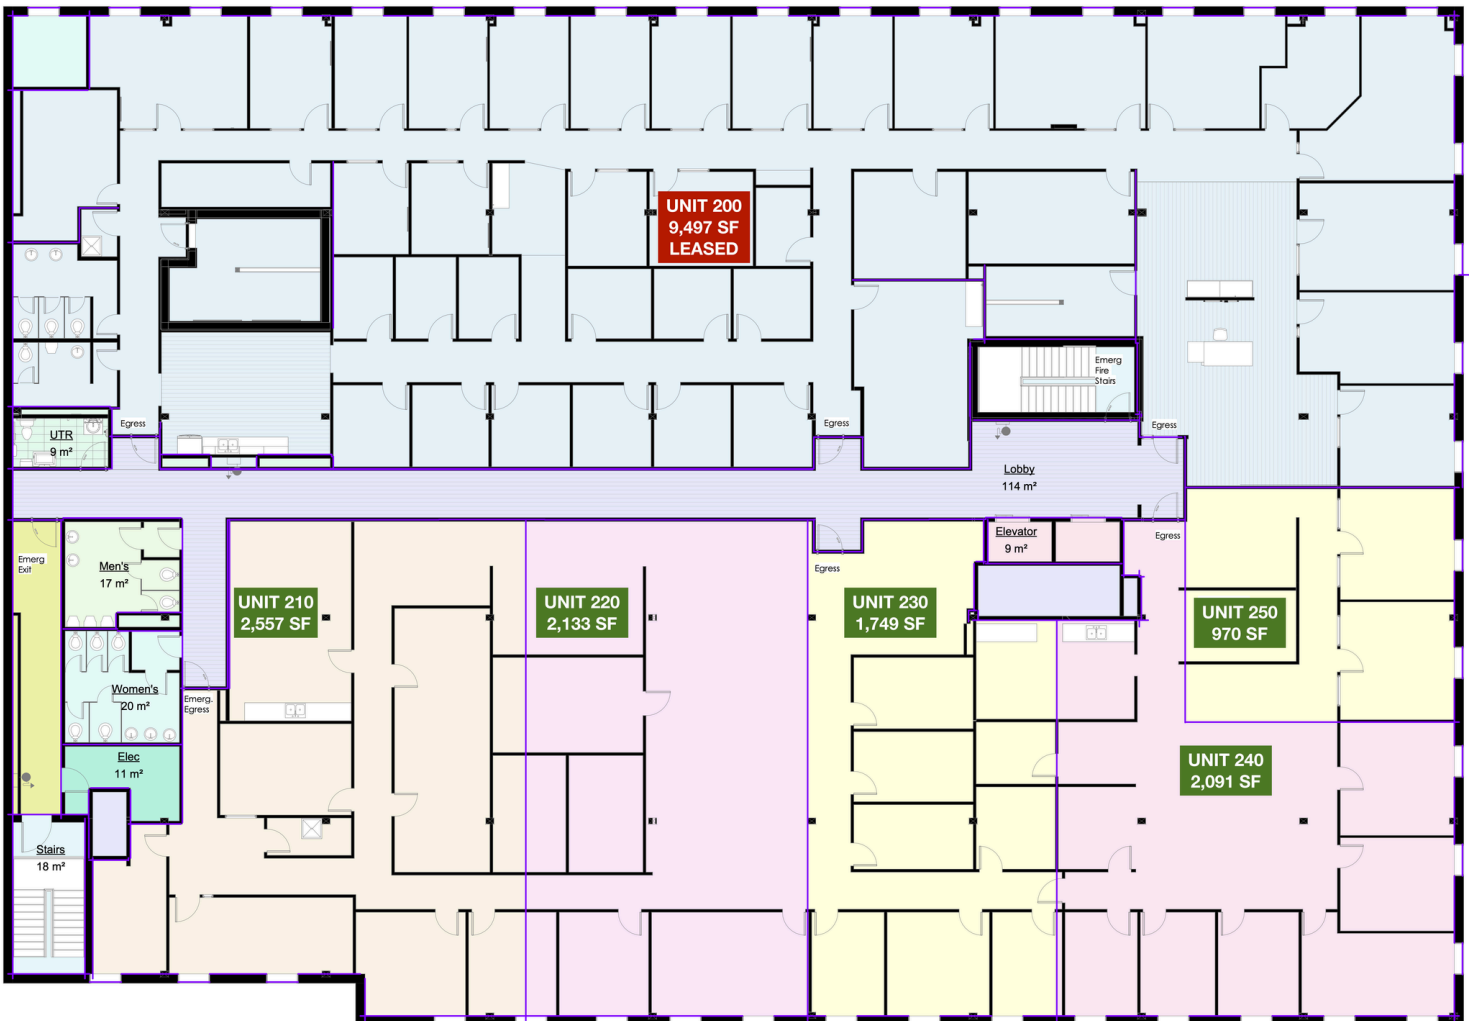 UNIT 200
9,497 SF
LEASED
Emerg
Fire
Stairs
Egress
Egress
Egress
UTR
9 m²
Lobby
114 m²
Emerg
Exit
Men's
17 m²
Elevator
9 m²
Egress
Egress
UNIT 210
2,557 SF
UNIT 220
2,133 SF
UNIT 230
1,749 SF
UNIT 250
970 SF
Women's
20 m²
Emerg.
Egress
Elec
11 m²
UNIT 240
2,091 SF
Stairs
18 m²